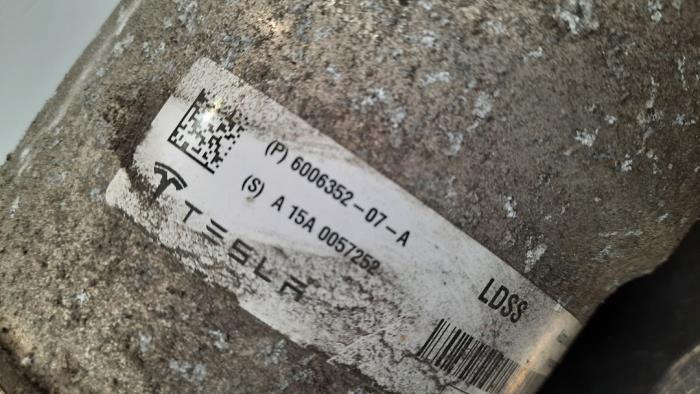 (P) 6006352-07-A
(S) A 15A 0057252
TESLA
LDSS